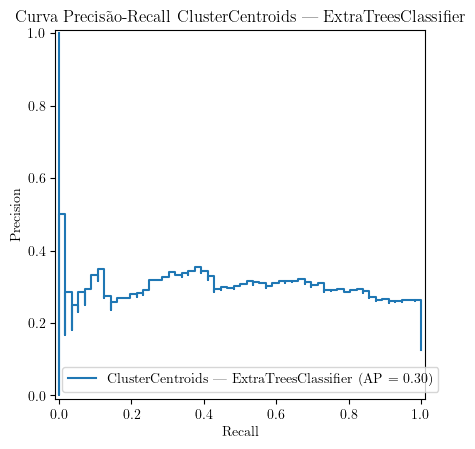 Curva Precisão-Recall ClusterCentroids — ExtraTreesClassifier
1.0
0.8
0.6
0.4
0.2
0.0
Precision
ClusterCentroids — ExtraTreesClassifier (AP = 0.30)
0.0 0.2 0.4 0.6 0.8 1.0
Recall